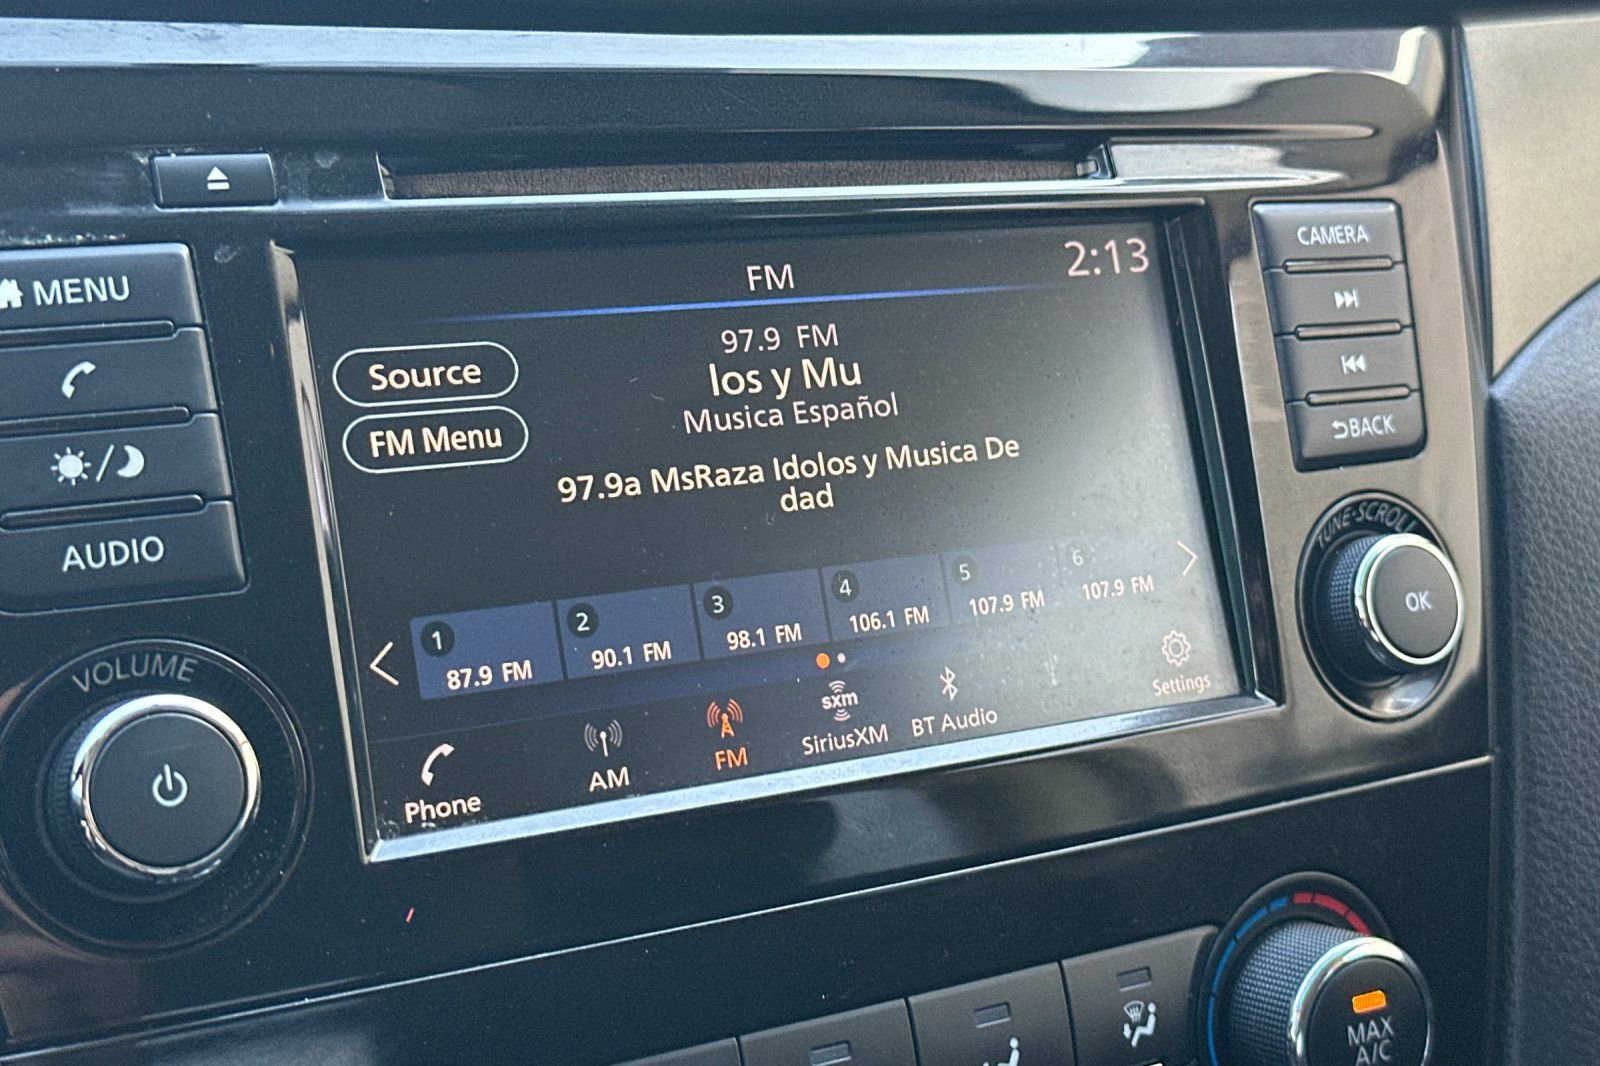 MENU
AUDIO
VOLUME
FM
2:13
Source
FM Menu
97.9 FM
los y Mu
Musica Español
97.9a MsRaza Idolos y Musica De
dad
1
87.9 FM
2
90.1 FM
3
98.1 FM
4
106.1 FM
5
107.9 FM
6
107.9 FM
Phone
AM
FM
sxm
SiriusXM
BT Audio
Settings
CAMERA
BACK
TUNE·SCROLL
OK
MAX
A/C